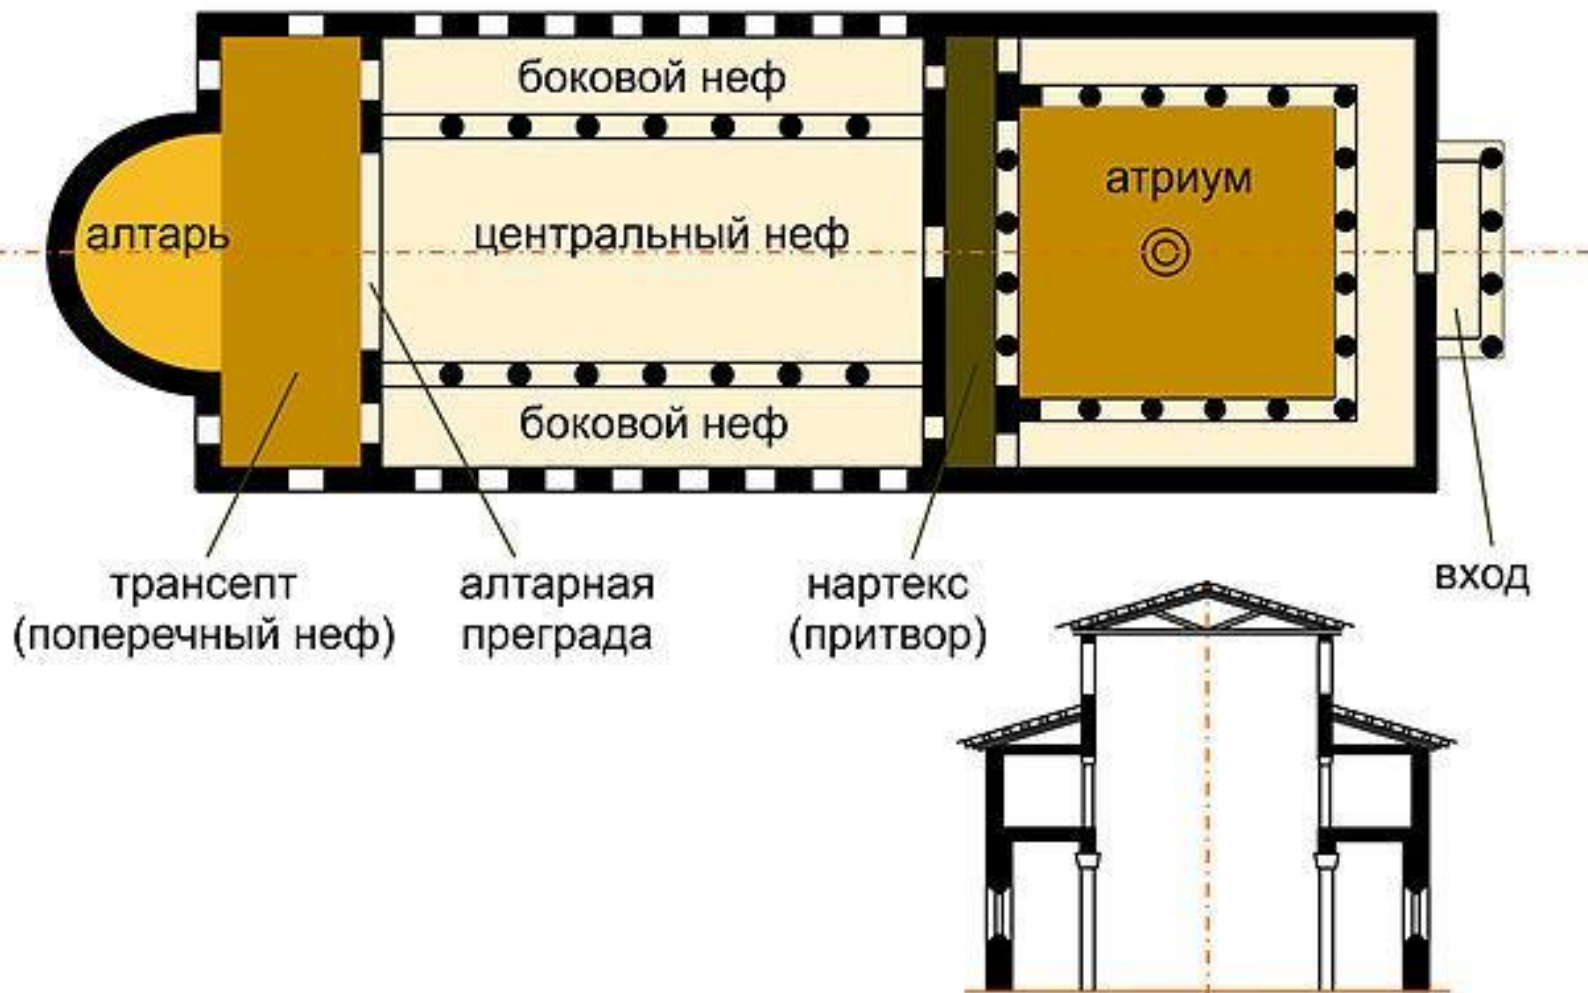 боковой неф
атриум
алтарь
центральный неф
боковой неф
трансепт
(поперечный неф)
алтарная
преграда
нартекс
(притвор)
вход